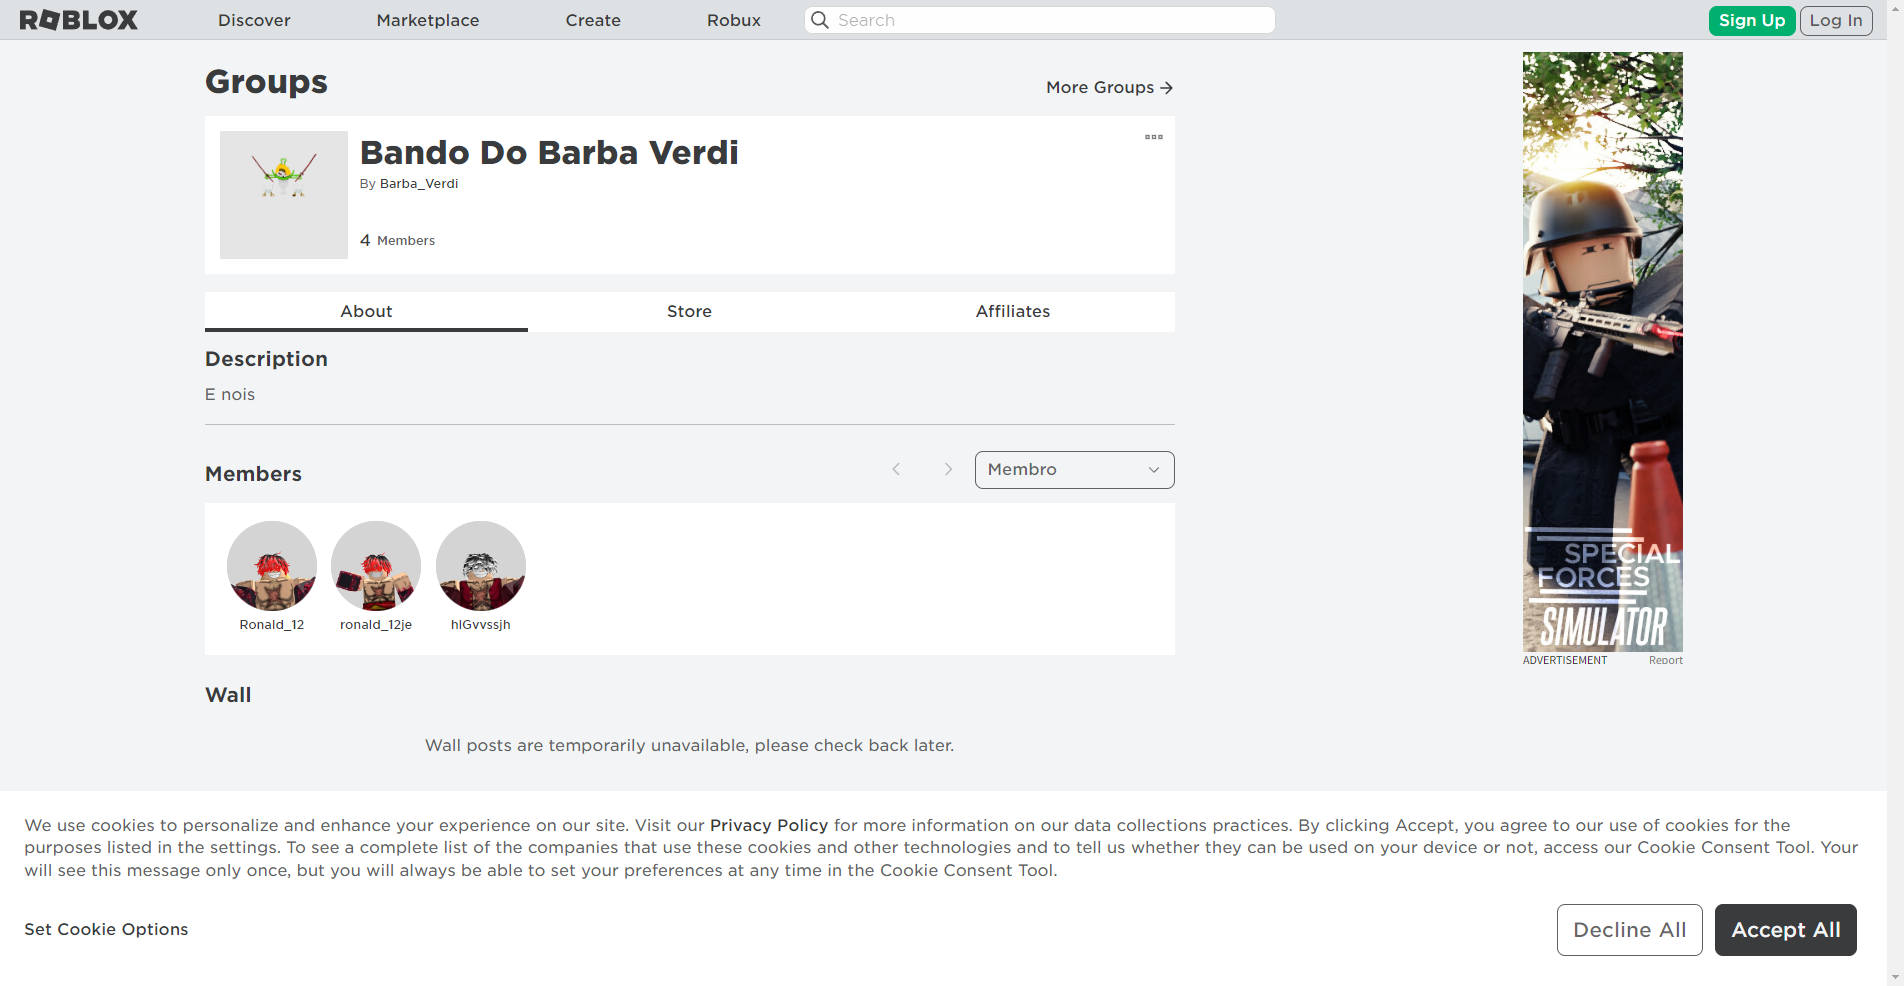 ROBLOX
Discover
Marketplace
Create
Robux
Search
Sign Up
Log In
Groups
More Groups
Bando Do Barba Verdi
By Barba_Verdi
4 Members
About
Store
Affiliates
Description
E nois
Members
Membro
Ronald_12
ronald_12je
hlGvvssjh
Wall
Wall posts are temporarily unavailable, please check back later.
SPECIAL
FORCES
SIMULATOR
ADVERTISEMENT
Report
We use cookies to personalize and enhance your experience on our site. Visit our Privacy Policy for more information on our data collections practices. By clicking Accept, you agree to our use of cookies for the
purposes listed in the settings. To see a complete list of the companies that use these cookies and other technologies and to tell us whether they can be used on your device or not, access our Cookie Consent Tool. Your
will see this message only once, but you will always be able to set your preferences at any time in the Cookie Consent Tool.
Set Cookie Options
Decline All
Accept All